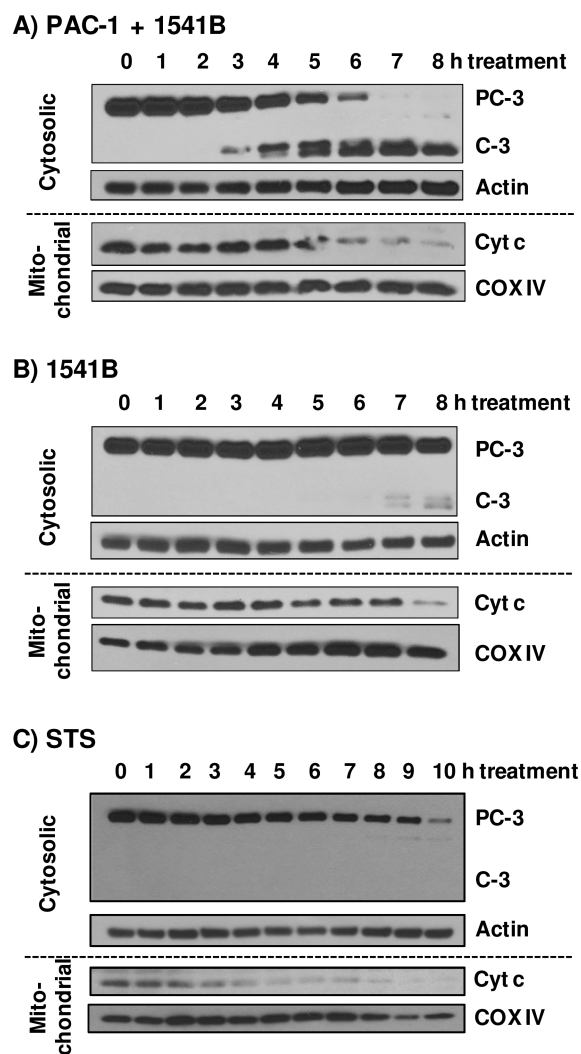 A) PAC-1 + 1541B
0 1 2 3 4 5 6 7 8 h treatment
Cytosolic
PC-3
C-3
Actin
Mito-
chondrial
Cyt c
COX IV
B) 1541B
0 1 2 3 4 5 6 7 8 h treatment
Cytosolic
PC-3
C-3
Actin
Mito-
chondrial
Cyt c
COX IV
C) STS
0 1 2 3 4 5 6 7 8 9 10 h treatment
Cytosolic
PC-3
C-3
Actin
Mito-
chondrial
Cyt c
COX IV